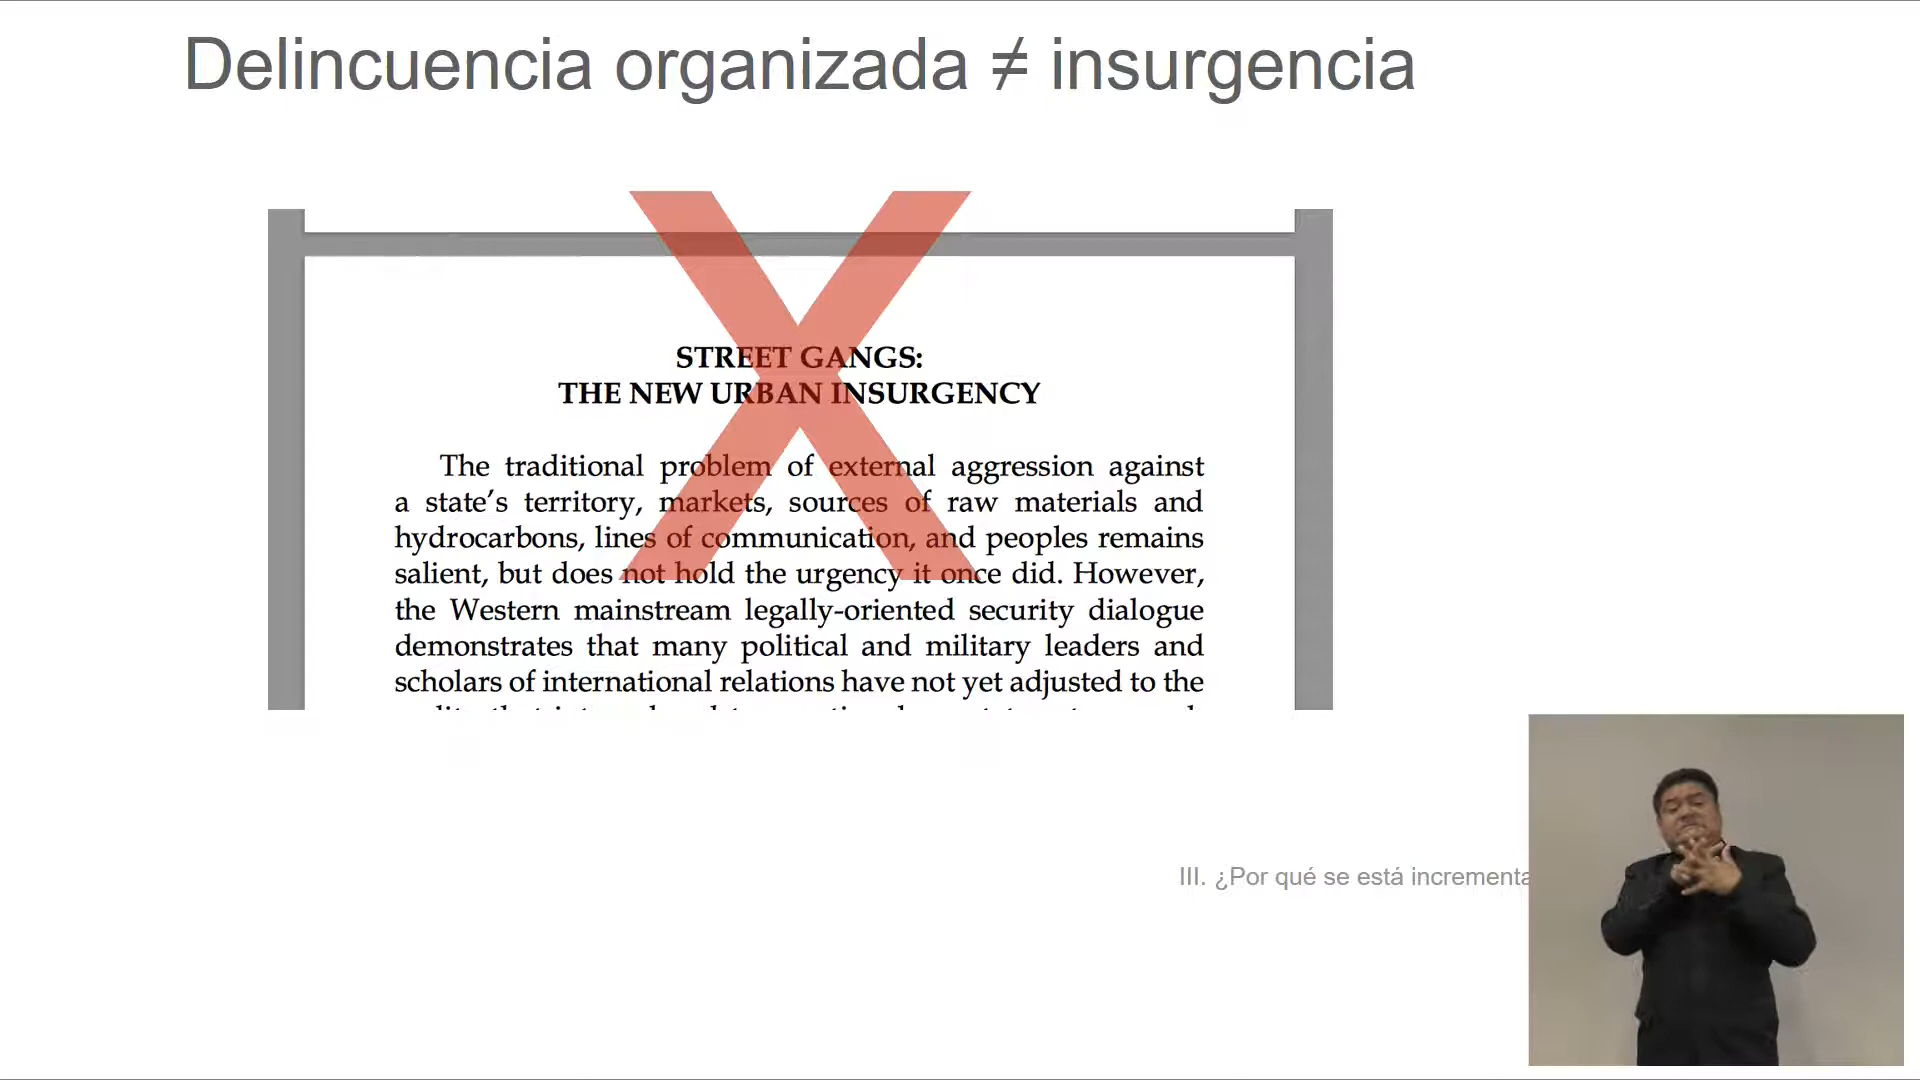 Delincuencia organizada ≠ insurgencia
STREET GANGS:
THE NEW URBAN INSURGENCY
The traditional problem of external aggression against
a state’s territory, markets, sources of raw materials and
hydrocarbons, lines of communication, and peoples remains
salient, but does not hold the urgency it once did. However,
the Western mainstream legally-oriented security dialogue
demonstrates that many political and military leaders and
scholars of international relations have not yet adjusted to the
III. ¿Por qué se está incrementa